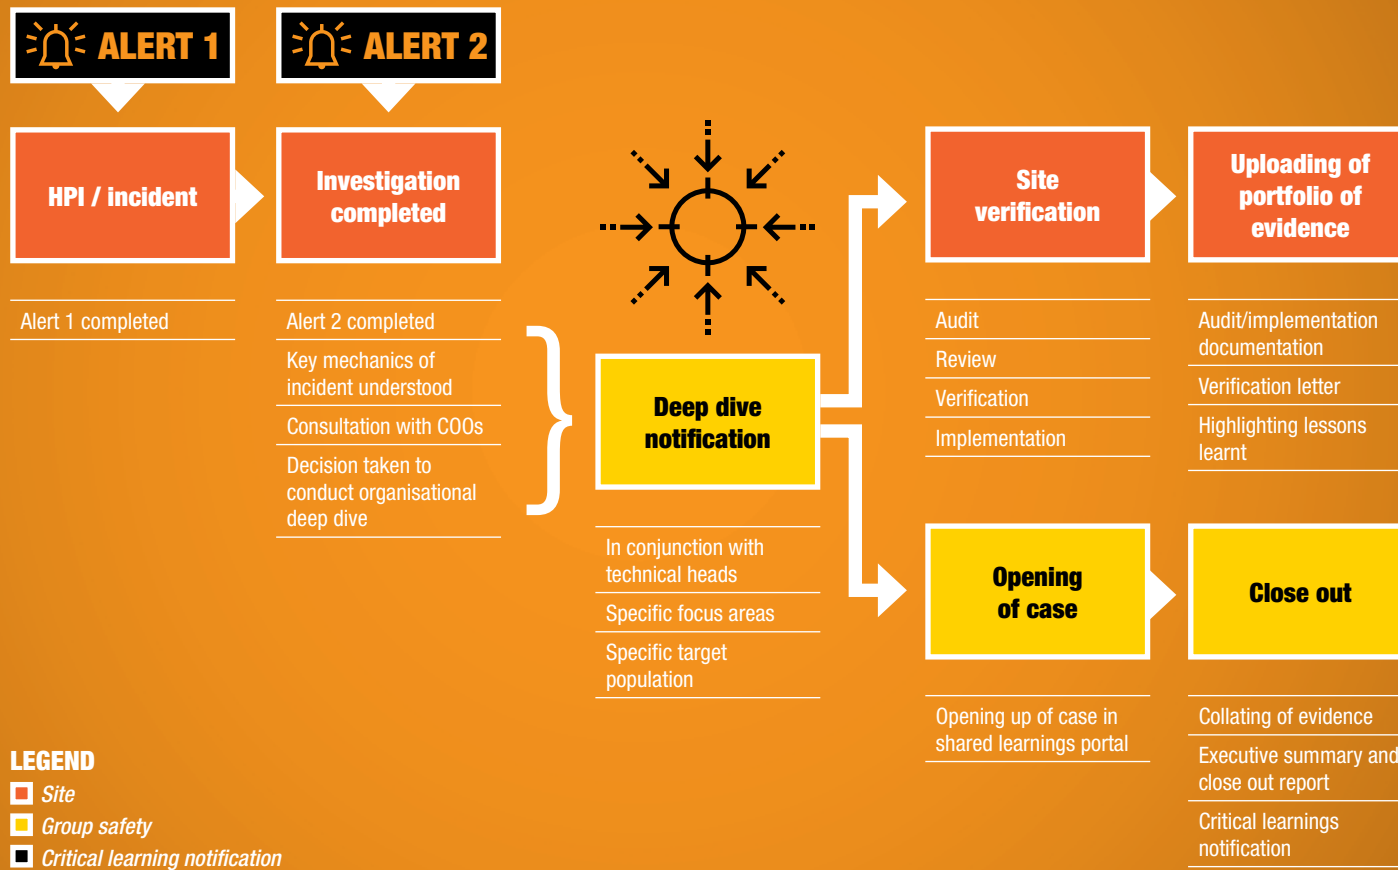 ALERT 1
ALERT 2
HPI / incident
Investigation
completed
Site
verification
Uploading of
portfolio of
evidence
Alert 1 completed
Alert 2 completed
Key mechanics of
incident understood
Consultation with COOs
Decision taken to
conduct organisational
deep dive
Deep dive
notification
In conjunction with
technical heads
Specific focus areas
Specific target
population
Audit
Review
Verification
Implementation
Audit/implementation
documentation
Verification letter
Highlighting lessons
learnt
Opening
of case
Close out
Opening up of case in
shared learnings portal
Collating of evidence
Executive summary and
close out report
Critical learnings
notification
LEGEND
Site
Group safety
Critical learning notification